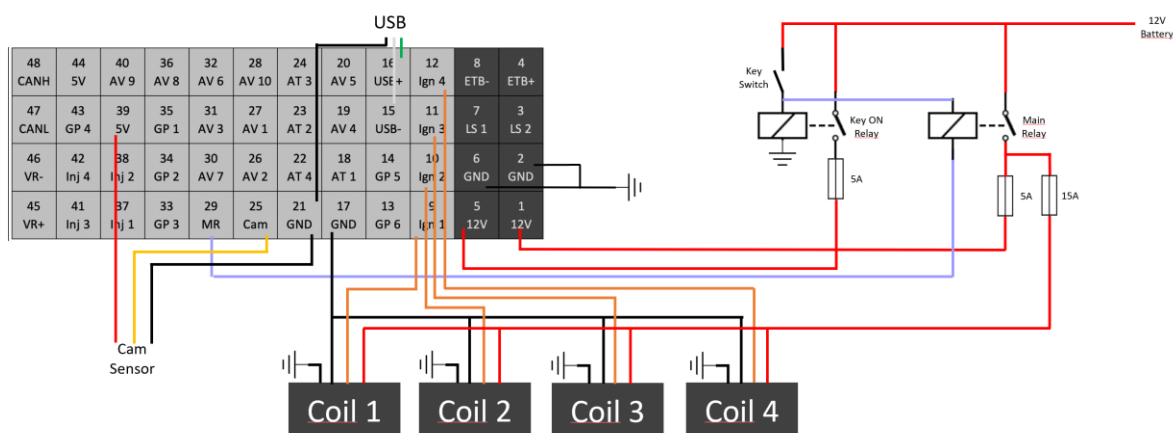 USB
48 44 40 36 32 28 24 20 16 12 8 4
CANH 5V AV 9 AV 8 AV 6 AV 10 AT 3 AV 5 USB+ Ign 4 ETB- ETB+
47 43 39 35 31 27 23 19 15 11 7 3
CANL GP 4 5V GP 1 AV 3 AV 1 AT 2 AV 4 USB- Ign 3 LS 1 LS 2
46 42 38 34 30 26 22 18 14 10 6 2
VR- Inj 4 Inj 2 GP 2 AV 7 AV 2 AT 4 AT 1 GP 5 Ign 2 GND GND
45 41 37 33 29 25 21 17 13 9 5 1
VR+ Inj 3 Inj 1 GP 3 MR Cam GND GND GP 6 Ign 1 12V 12V
12V
Battery
Key
Switch
Key ON
Relay
Main
Relay
5A
5A
15A
Cam
Sensor
Coil 1
Coil 2
Coil 3
Coil 4